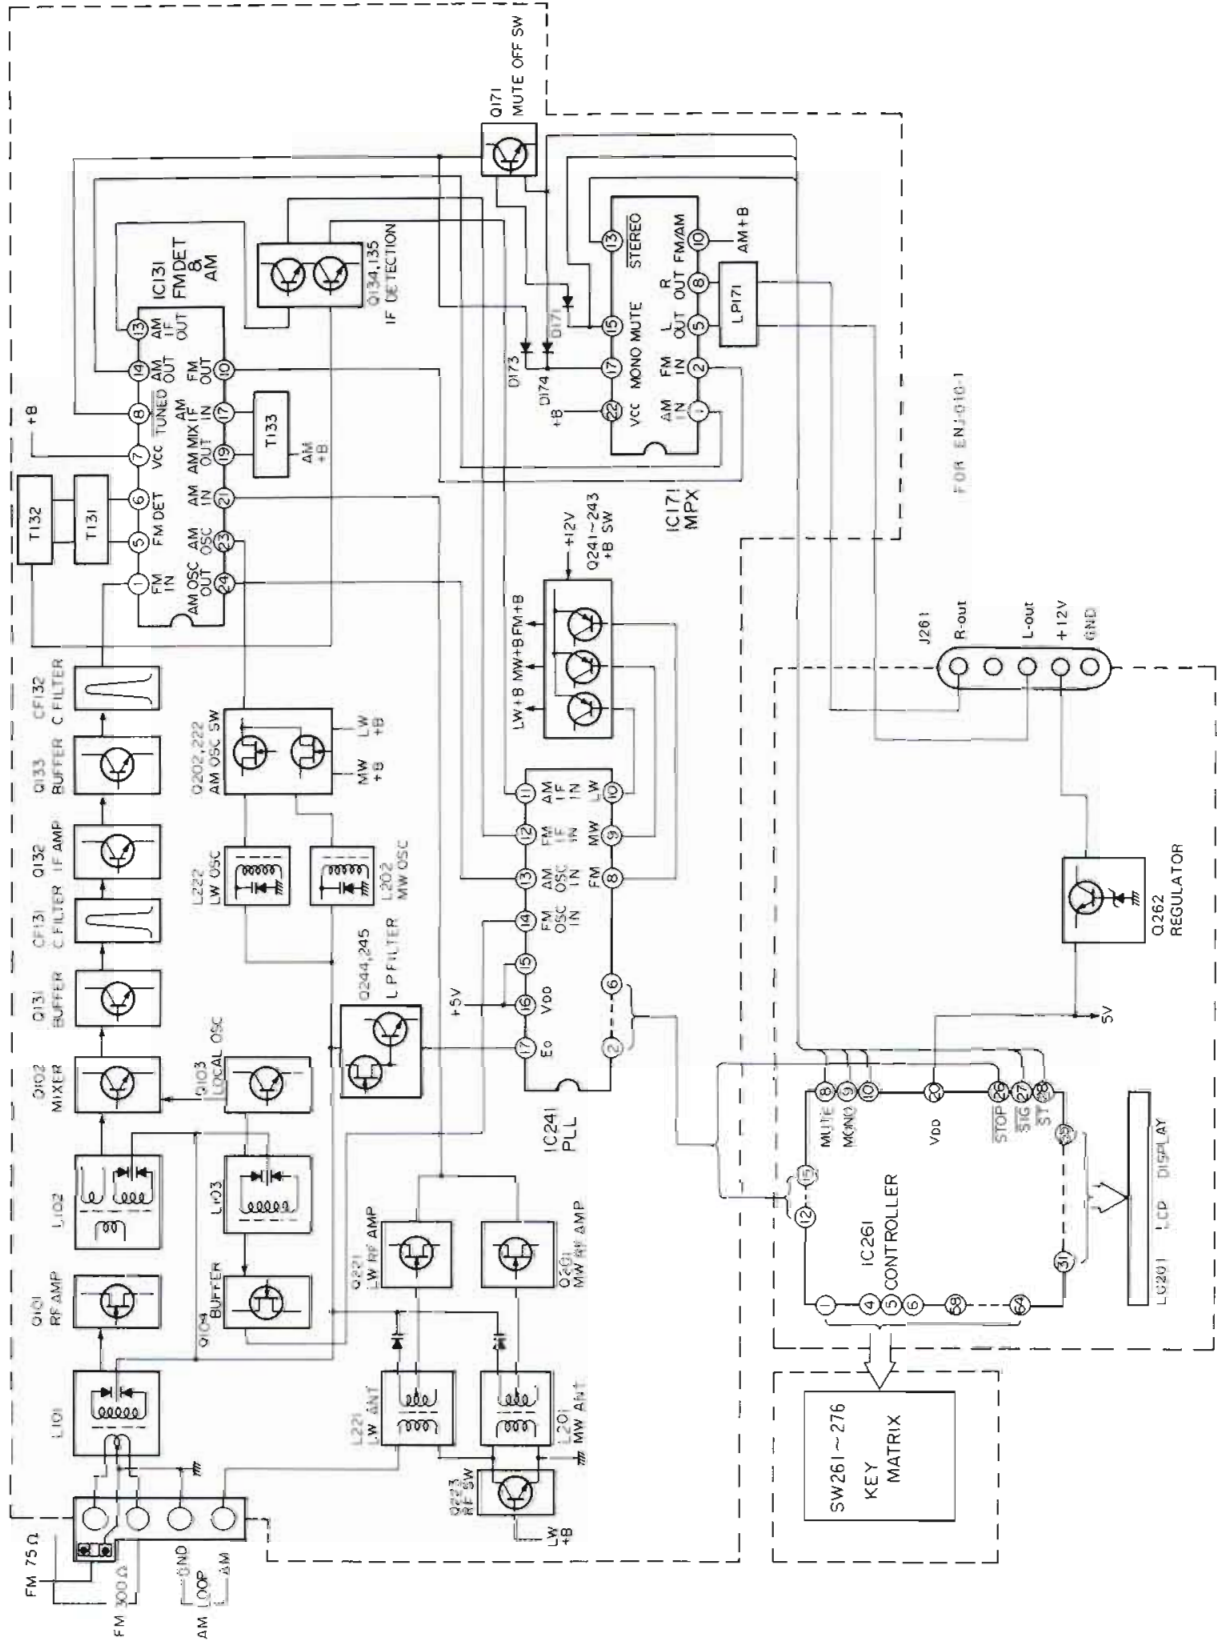 FM 75Ω
FM 300Ω
GND
AM LOOP
AM
L101
Q101
RF AMP
L102
Q102
MIXER
Q131
BUFFER
CF131
C FILTER
Q132
IF AMP
Q133
BUFFER
CF132
C FILTER
T132
T131
+B
IC131
FM DET
&
AM
1
5
6
7
8
14
13
FM
IN
FM DET
VCC
TUNED
AM
OUT
AM
IF
OUT
AM OSC
OUT
AM
OSC
AM
IN
AM MIX
OUT
AM
IF
IN
FM
OUT
24
23
21
19
17
10
T133
AM
+B
Q134,135
IF DETECTION
Q171
MUTE OFF SW
Q104
BUFFER
L103
Q103
LOCAL OSC
L222
LW OSC
L202
MW OSC
Q202,222
AM OSC SW
MW
+B
LW
+B
Q244,245
LP FILTER
L221
LW ANT
Q221
LW RF AMP
L201
MW ANT
Q201
MW RF AMP
Q223
RF SW
LW
+B
IC241
PLL
+5V
17
16
15
14
13
12
11
EO
VDD
FM
OSC
IN
AM
OSC
IN
FM
IF
IN
AM
IF
IN
FM
MW
LW
2
6
8
9
10
LW+B
MW+B
FM+B
+12V
Q241~243
+B SW
D173
D174
D171
+B
IC171
MPX
22
17
15
13
VCC
MONO
MUTE
STEREO
AM
IN
FM
IN
L
OUT
R
OUT
FM/AM
1
2
5
8
10
AM+B
LP171
FOR ENJ-010-1
SW261~276
KEY
MATRIX
IC261
CONTROLLER
1
4
5
6
58
64
12
15
MUTE
8
MONO
9
10
VDD
STOP
26
SIG
27
ST
28
31
LCD DISPLAY
5V
Q262
REGULATOR
J261
R-out
L-out
+12V
GND